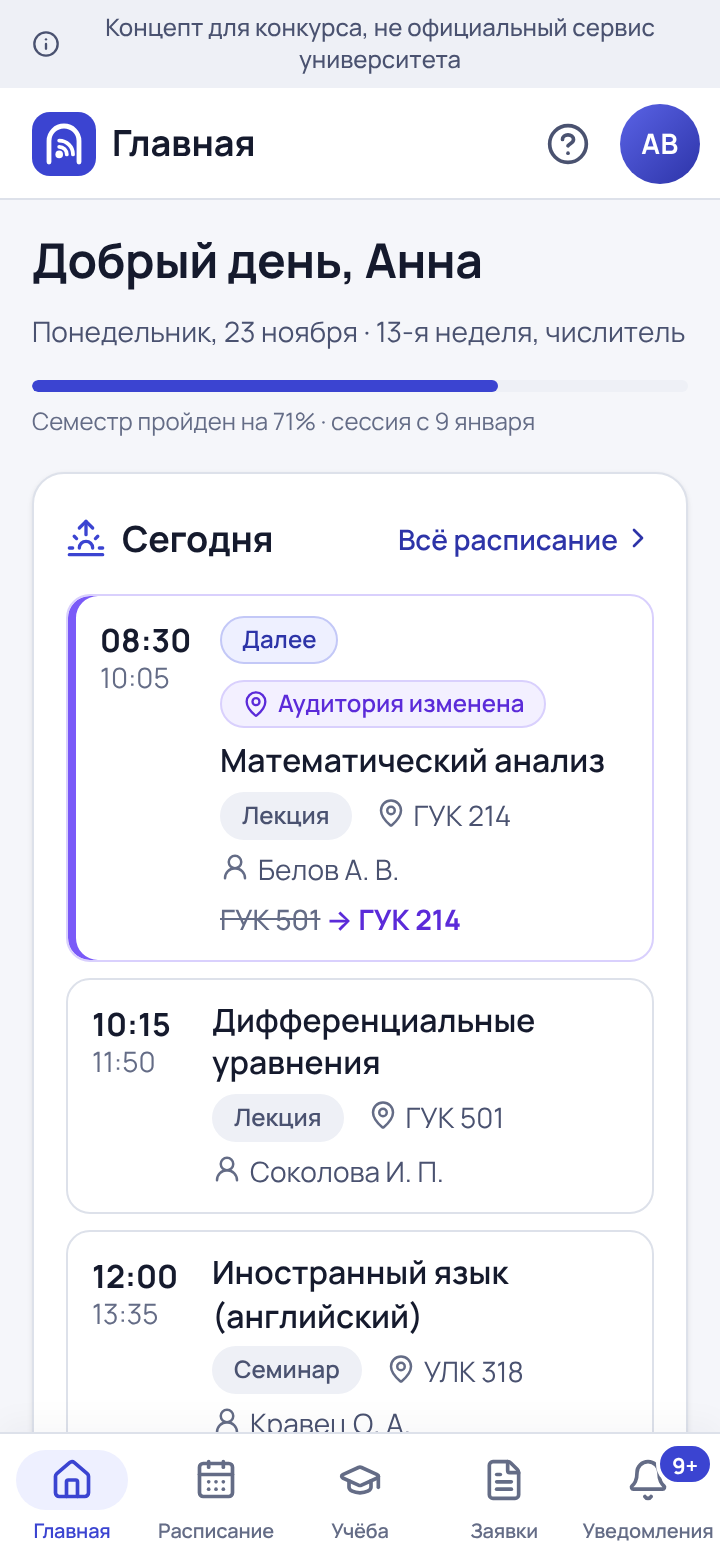 Концепт для конкурса, не официальный сервис
университета
Главная
АВ
Добрый день, Анна
Понедельник, 23 ноября · 13-я неделя, числитель
Семестр пройден на 71% · сессия с 9 января
Сегодня
Всё расписание
08:30
10:05
Далее
Аудитория изменена
Математический анализ
Лекция
ГУК 214
Белов А. В.
ГУК 501 → ГУК 214
10:15
11:50
Дифференциальные
уравнения
Лекция
ГУК 501
Соколова И. П.
12:00
13:35
Иностранный язык
(английский)
Семинар
УЛК 318
Кравец О. А.
9+
Главная
Расписание
Учёба
Заявки
Уведомления